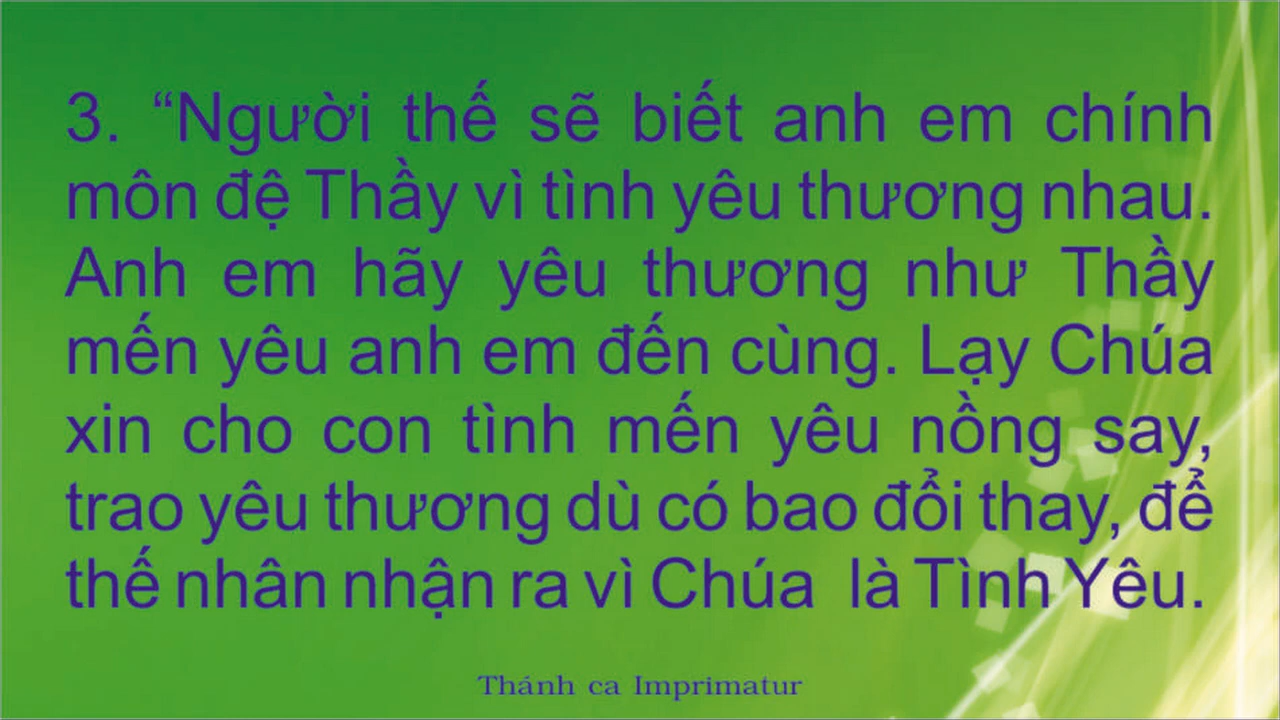 3. “Người thế sẽ biết anh em chính
môn đệ Thầy vì tình yêu thương nhau.
Anh em hãy yêu thương như Thầy
mến yêu anh em đến cùng. Lạy Chúa
xin cho con tình mến yêu nồng say,
trao yêu thương dù có bao đổi thay, để
thế nhân nhận ra vì Chúa là Tình Yêu.
Thánh ca Imprimatur